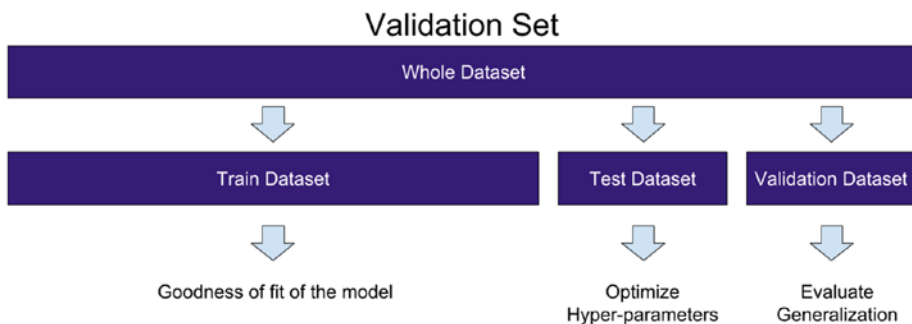 Validation Set
Whole Dataset
Train Dataset
Test Dataset
Validation Dataset
Goodness of fit of the model
Optimize
Hyper-parameters
Evaluate
Generalization